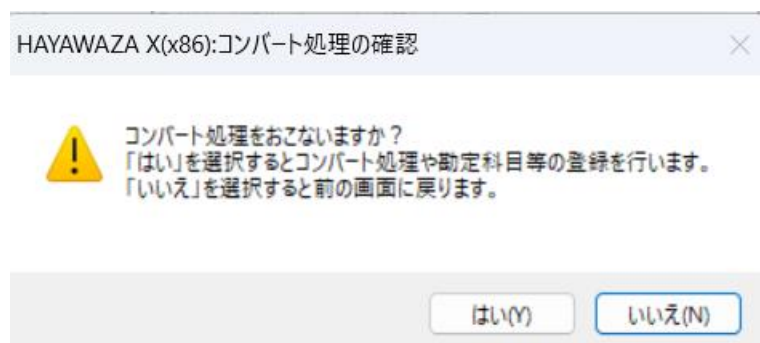 HAYAWAZA X(x86):コンバート処理の確認
コンバート処理をおこないますか？
「はい」を選択するとコンバート処理や勘定科目等の登録を行います。
「いいえ」を選択すると前の画面に戻ります。
はい(Y)
いいえ(N)